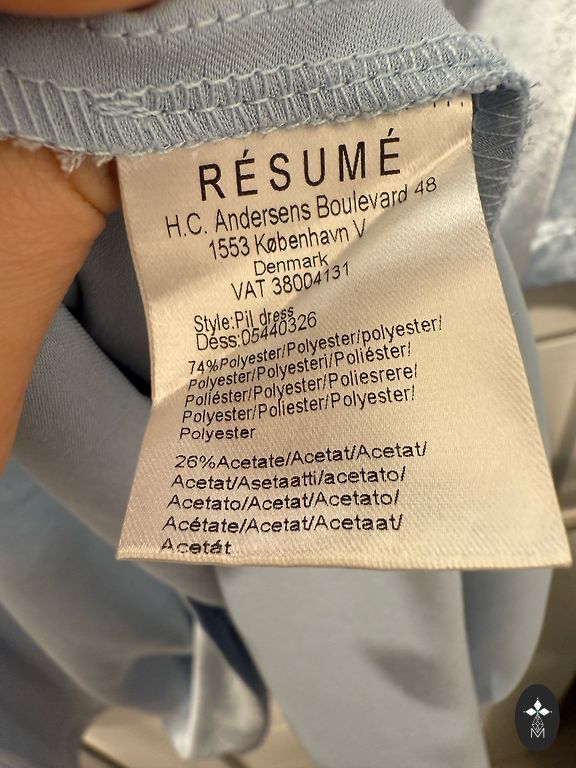 RÉSUMÉ
H.C. Andersens Boulevard 48
1553 København V
Denmark
VAT 38004131
Style:Pil dress
Dess:05440326
74%Polyester/Polyester/polyester/
Polyester/Polyesteri/Poliéster/
Poliéster/Polyester/Poliesrere/
Polyester/Poliester/Polyester/
Polyester
26%Acetate/Acetat/Acetat/
Acetat/Asetaatti/acetato/
Acetato/Acetat/Acetato/
Acétate/Acetat/Acetaat/
Acetát
M